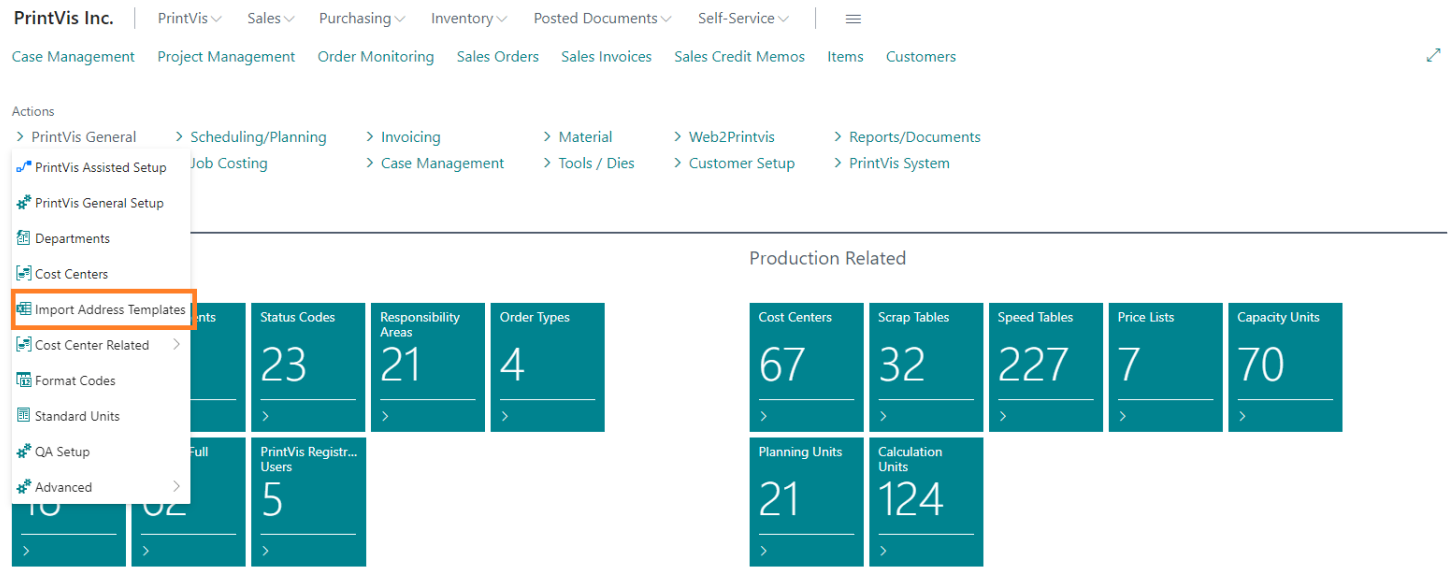 PrintVis Inc. PrintVis Sales Purchasing Inventory Posted Documents Self-Service
Case Management Project Management Order Monitoring Sales Orders Sales Invoices Sales Credit Memos Items Customers
Actions
PrintVis General Scheduling/Planning Invoicing Material Web2Printvis Reports/Documents
Job Costing Case Management Tools / Dies Customer Setup PrintVis System
PrintVis Assisted Setup
PrintVis General Setup
Departments
Cost Centers
Import Address Templates
Cost Center Related
Format Codes
Standard Units
QA Setup
Advanced
Production Related
Status Codes
23
Responsibility
Areas
21
Order Types
4
Cost Centers
67
Scrap Tables
32
Speed Tables
227
Price Lists
7
Capacity Units
70
Full
PrintVis Registr...
Users
5
Planning Units
21
Calculation
Units
124